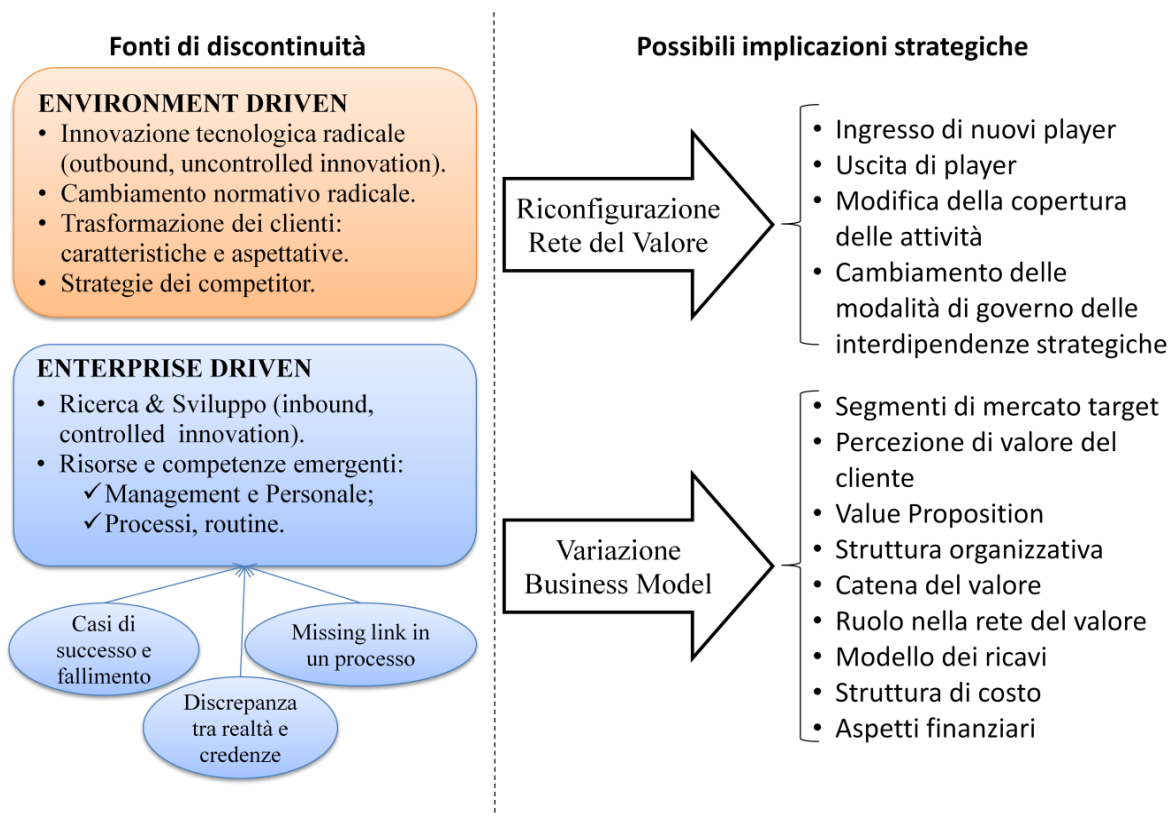 Fonti di discontinuità
ENVIRONMENT DRIVEN
• Innovazione tecnologica radicale
(outbound, uncontrolled innovation).
• Cambiamento normativo radicale.
• Trasformazione dei clienti:
caratteristiche e aspettative.
• Strategie dei competitor.
ENTERPRISE DRIVEN
• Ricerca & Sviluppo (inbound,
controlled innovation).
• Risorse e competenze emergenti:
✓Management e Personale;
✓Processi, routine.
Casi di
successo e
fallimento
Discrepanza
tra realtà e
credenze
Missing link in
un processo
Possibili implicazioni strategiche
Riconfigurazione
Rete del Valore
• Ingresso di nuovi player
• Uscita di player
• Modifica della copertura
delle attività
• Cambiamento delle
modalità di governo delle
interdipendenze strategiche
Variazione
Business Model
• Segmenti di mercato target
• Percezione di valore del
cliente
• Value Proposition
• Struttura organizzativa
• Catena del valore
• Ruolo nella rete del valore
• Modello dei ricavi
• Struttura di costo
• Aspetti finanziari